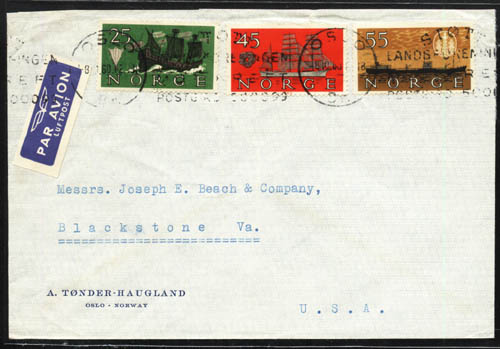 25
NORGE
45
NORGE
55
NORGE
OSLO
LANDS
PAR AVION
LUFTPOST
Messrs. Joseph E. Beach & Company,
Blackstone Va.
A. TØNDER-HAUGLAND
OSLO - NORWAY
U. S. A.